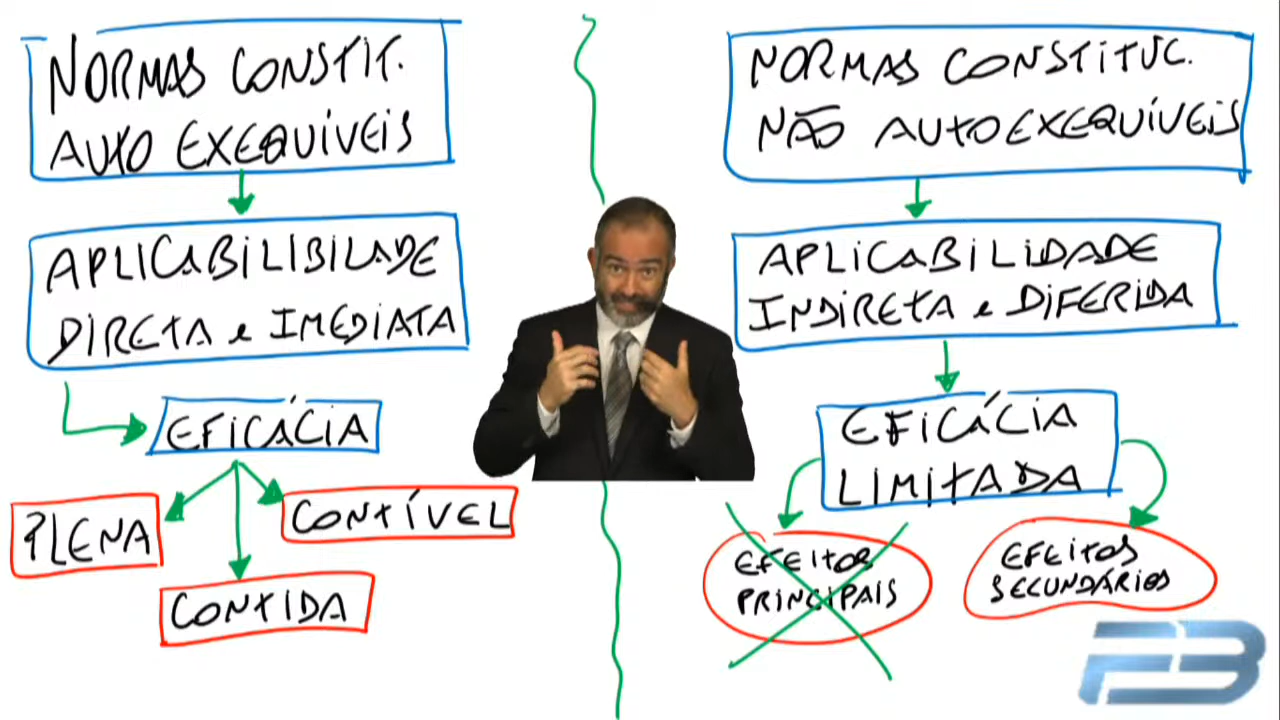 NORMAS CONSTIT.
AUTO EXEQUÍVEIS
APLICABILIBILADE
DIRETA e IMEDIATA
EFICÁCIA
PLENA
CONTÍVEL
CONTIDA
NORMAS CONSTITUC.
NÃO AUTOEXEQUÍVEIS
APLICABILIDADE
INDIRETA e DIFERIDA
EFICÁCIA
LIMITADA
EFEITOS
PRINCIPAIS
EFEITOS
SECUNDÁRIOS
PB